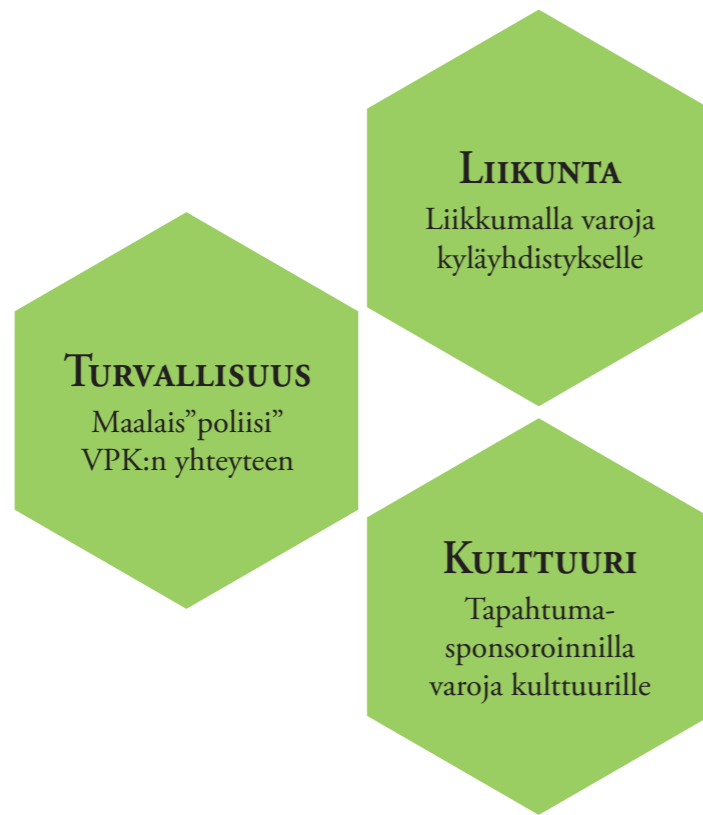 LIIKUNTA
Liikkumalla varoja
kyläyhdistykselle
TURVALLISUUS
Maalais”poliisi”
VPK:n yhteyteen
KULTTUURI
Tapahtuma-
sponsoroinnilla
varoja kulttuurille